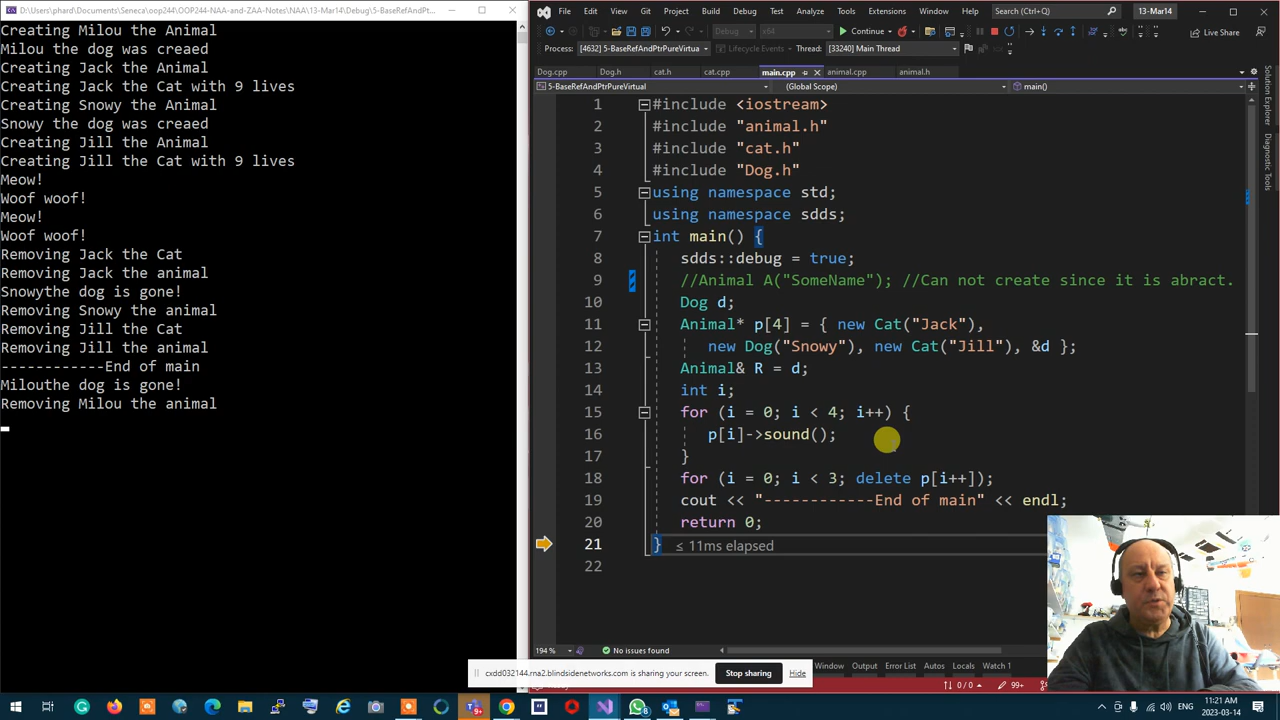 D:\Users\phard\Documents\Seneca\oop244\OOP244-NAA-and-ZAA-Notes\NAA\13-Mar14\Debug\5-BaseRefAndPt...
Creating Milou the Animal
Milou the dog was creaed
Creating Jack the Animal
Creating Jack the Cat with 9 lives
Creating Snowy the Animal
Snowy the dog was creaed
Creating Jill the Animal
Creating Jill the Cat with 9 lives
Meow!
Woof woof!
Meow!
Woof woof!
Removing Jack the Cat
Removing Jack the animal
Snowythe dog is gone!
Removing Snowy the animal
Removing Jill the Cat
Removing Jill the animal
------------End of main
Milouthe dog is gone!
Removing Milou the animal
File Edit View Git Project Build Debug Test Analyze Tools Extensions Window Help Search (Ctrl+Q) 13-Mar14
Debug x64 Continue Live Share
Process: [4632] 5-BaseRefAndPtrPureVirtua Lifecycle Events Thread: [33240] Main Thread
Dog.cpp Dog.h cat.h cat.cpp main.cpp animal.cpp animal.h
5-BaseRefAndPtrPureVirtual (Global Scope) main()
1 #include <iostream>
2 #include "animal.h"
3 #include "cat.h"
4 #include "Dog.h"
5 using namespace std;
6 using namespace sdds;
7 int main() {
8 sdds::debug = true;
9 //Animal A("SomeName"); //Can not create since it is abract.
10 Dog d;
11 Animal* p[4] = { new Cat("Jack"),
12 new Dog("Snowy"), new Cat("Jill"), &d };
13 Animal& R = d;
14 int i;
15 for (i = 0; i < 4; i++) {
16 p[i]->sound();
17 }
18 for (i = 0; i < 3; delete p[i++]);
19 cout << "------------End of main" << endl;
20 return 0;
21 } ≤ 11ms elapsed
22
Solution Explorer
Diagnostic Tools
194 % No issues found
cxdd032144.rna2.blindsidenetworks.com is sharing your screen. Stop sharing Hide
Window Output Error List Autos Locals Watch 1
0 / 0 99+
ENG 11:21 AM
2023-03-14